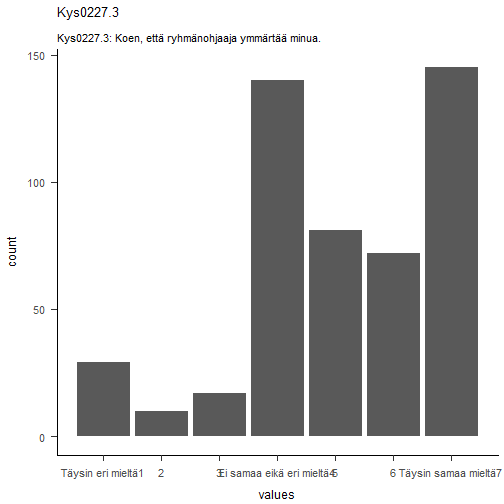 Kys0227.3
Kys0227.3: Koen, että ryhmänohjaaja ymmärtää minua.
150
100
50
0
count
Täysin eri mieltä1 2 3 Ei samaa eikä eri mieltä4 5 6 Täysin samaa mieltä7
values